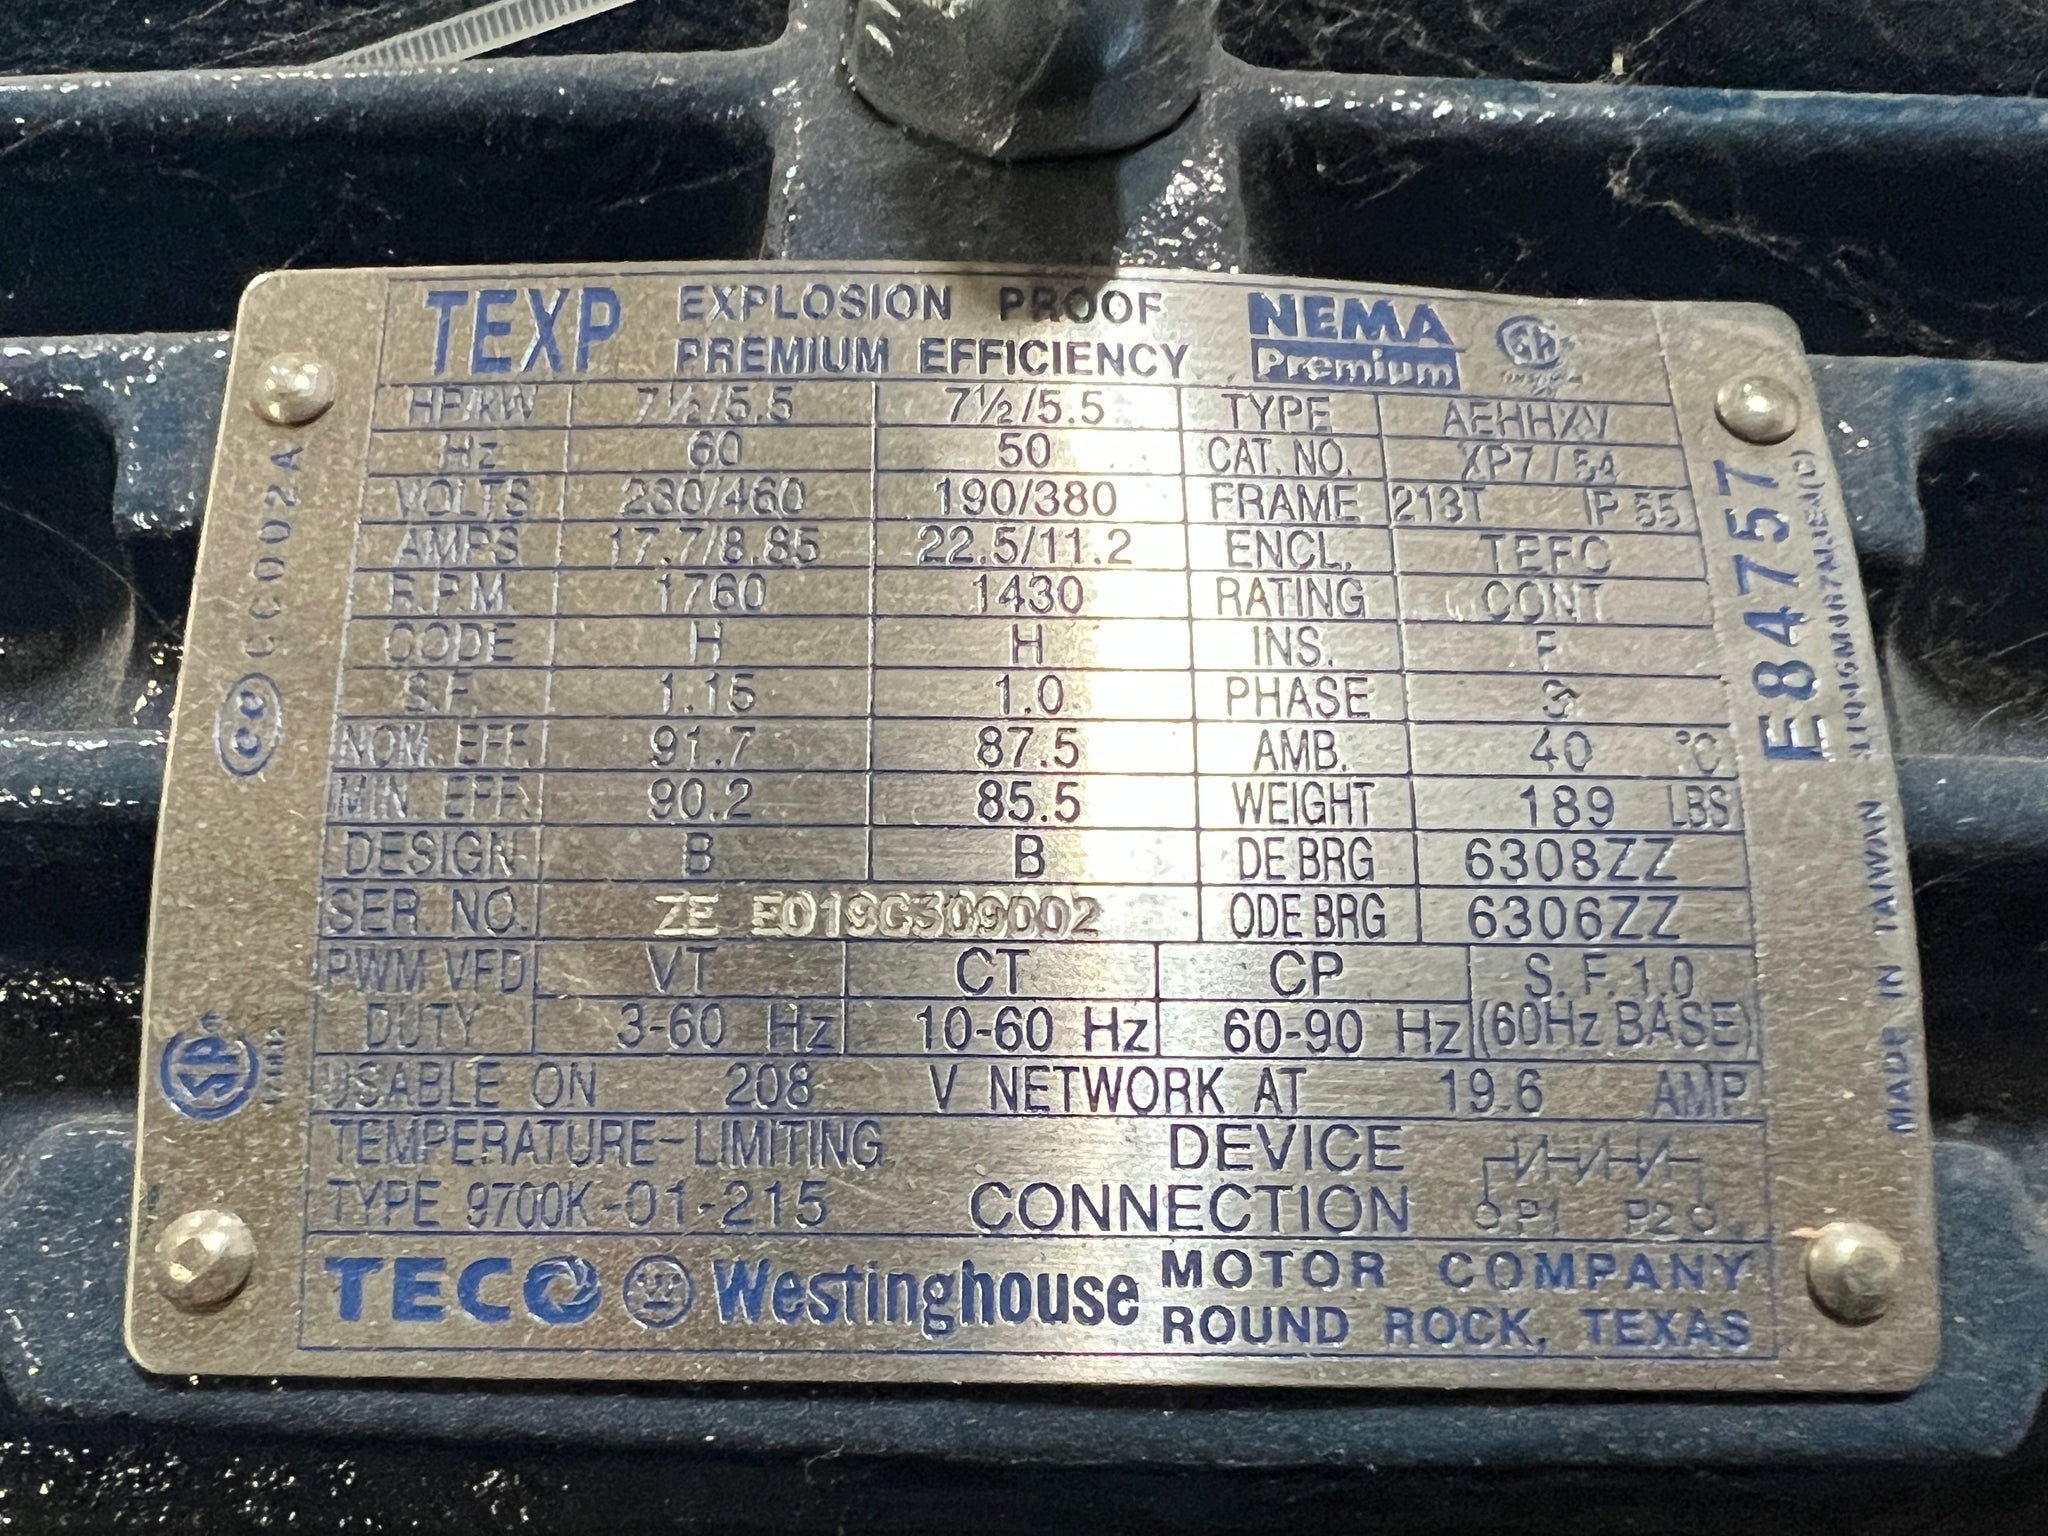 TEXP EXPLOSION PROOF NEMA
PREMIUM EFFICIENCY Premium
HP/kW 7½/5.5 7½/5.5 TYPE AEHHXV
Hz 60 50 CAT. NO. XP7/54
VOLTS 230/460 190/380 FRAME 213T IP 55
AMPS 17.7/8.85 22.5/11.2 ENCL. TEFC
R.P.M. 1760 1430 RATING CONT
CODE H H INS. F
S.F. 1.15 1.0 PHASE 3
NOM. EFF. 91.7 87.5 AMB. 40 °C
MIN. EFF. 90.2 85.5 WEIGHT 189 LBS
DESIGN B B DE BRG 6308ZZ
SER. NO. ZE E019C309002 ODE BRG 6306ZZ
PWM VFD VT CT CP S.F. 1.0
DUTY 3-60 Hz 10-60 Hz 60-90 Hz (60Hz BASE)
USABLE ON 208 V NETWORK AT 19.6 AMP
TEMPERATURE-LIMITING DEVICE
TYPE 9700K-01-215 CONNECTION P1 P2
TECO Westinghouse MOTOR COMPANY
ROUND ROCK, TEXAS
ee CC002A
E84757
MADE IN TAIWAN